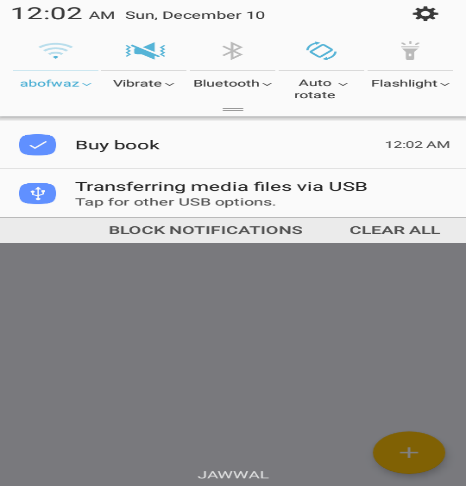 12:02 AM Sun, December 10
abofwaz Vibrate Bluetooth Auto rotate Flashlight
Buy book 12:02 AM
Transferring media files via USB
Tap for other USB options.
BLOCK NOTIFICATIONS CLEAR ALL
JAWWAL